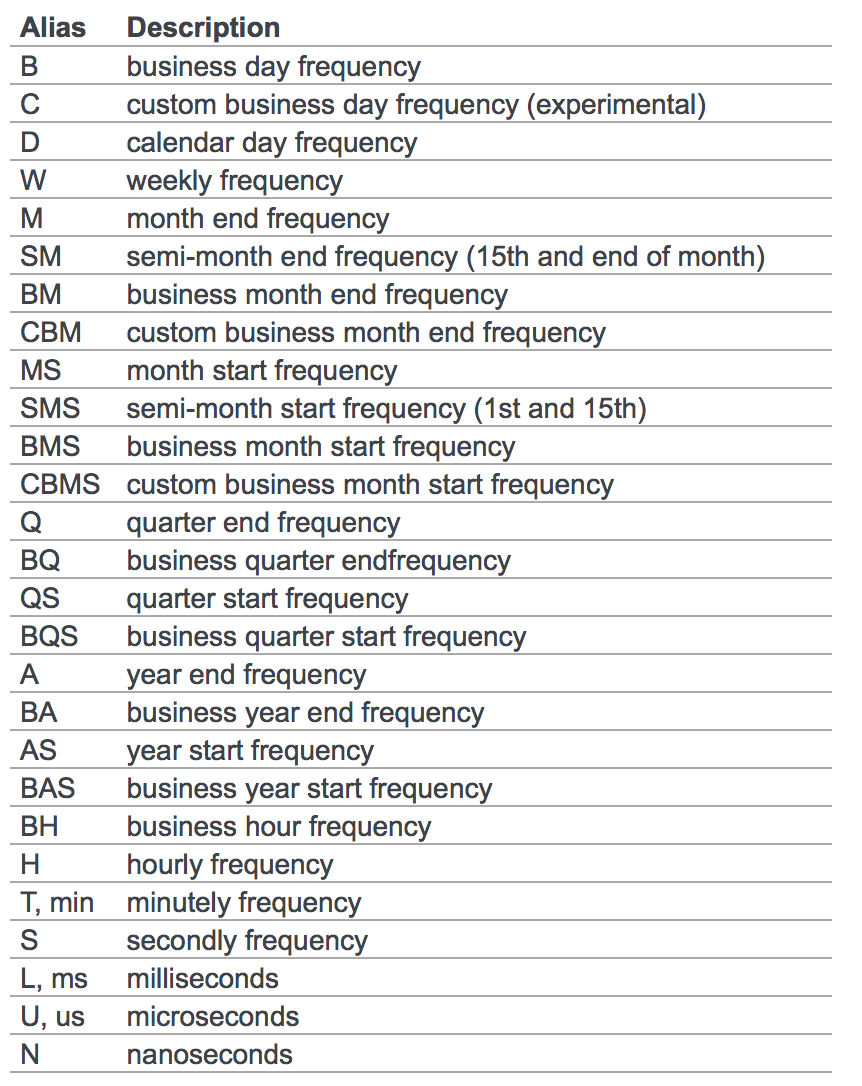 Alias Description
B business day frequency
C custom business day frequency (experimental)
D calendar day frequency
W weekly frequency
M month end frequency
SM semi-month end frequency (15th and end of month)
BM business month end frequency
CBM custom business month end frequency
MS month start frequency
SMS semi-month start frequency (1st and 15th)
BMS business month start frequency
CBMS custom business month start frequency
Q quarter end frequency
BQ business quarter endfrequency
QS quarter start frequency
BQS business quarter start frequency
A year end frequency
BA business year end frequency
AS year start frequency
BAS business year start frequency
BH business hour frequency
H hourly frequency
T, min minutely frequency
S secondly frequency
L, ms milliseconds
U, us microseconds
N nanoseconds